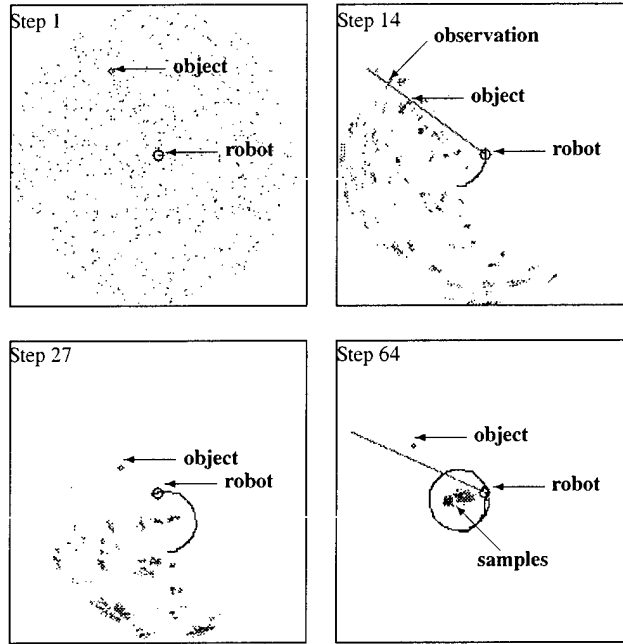 Step 1
object
robot
Step 14
observation
object
robot
Step 27
object
robot
Step 64
object
robot
samples